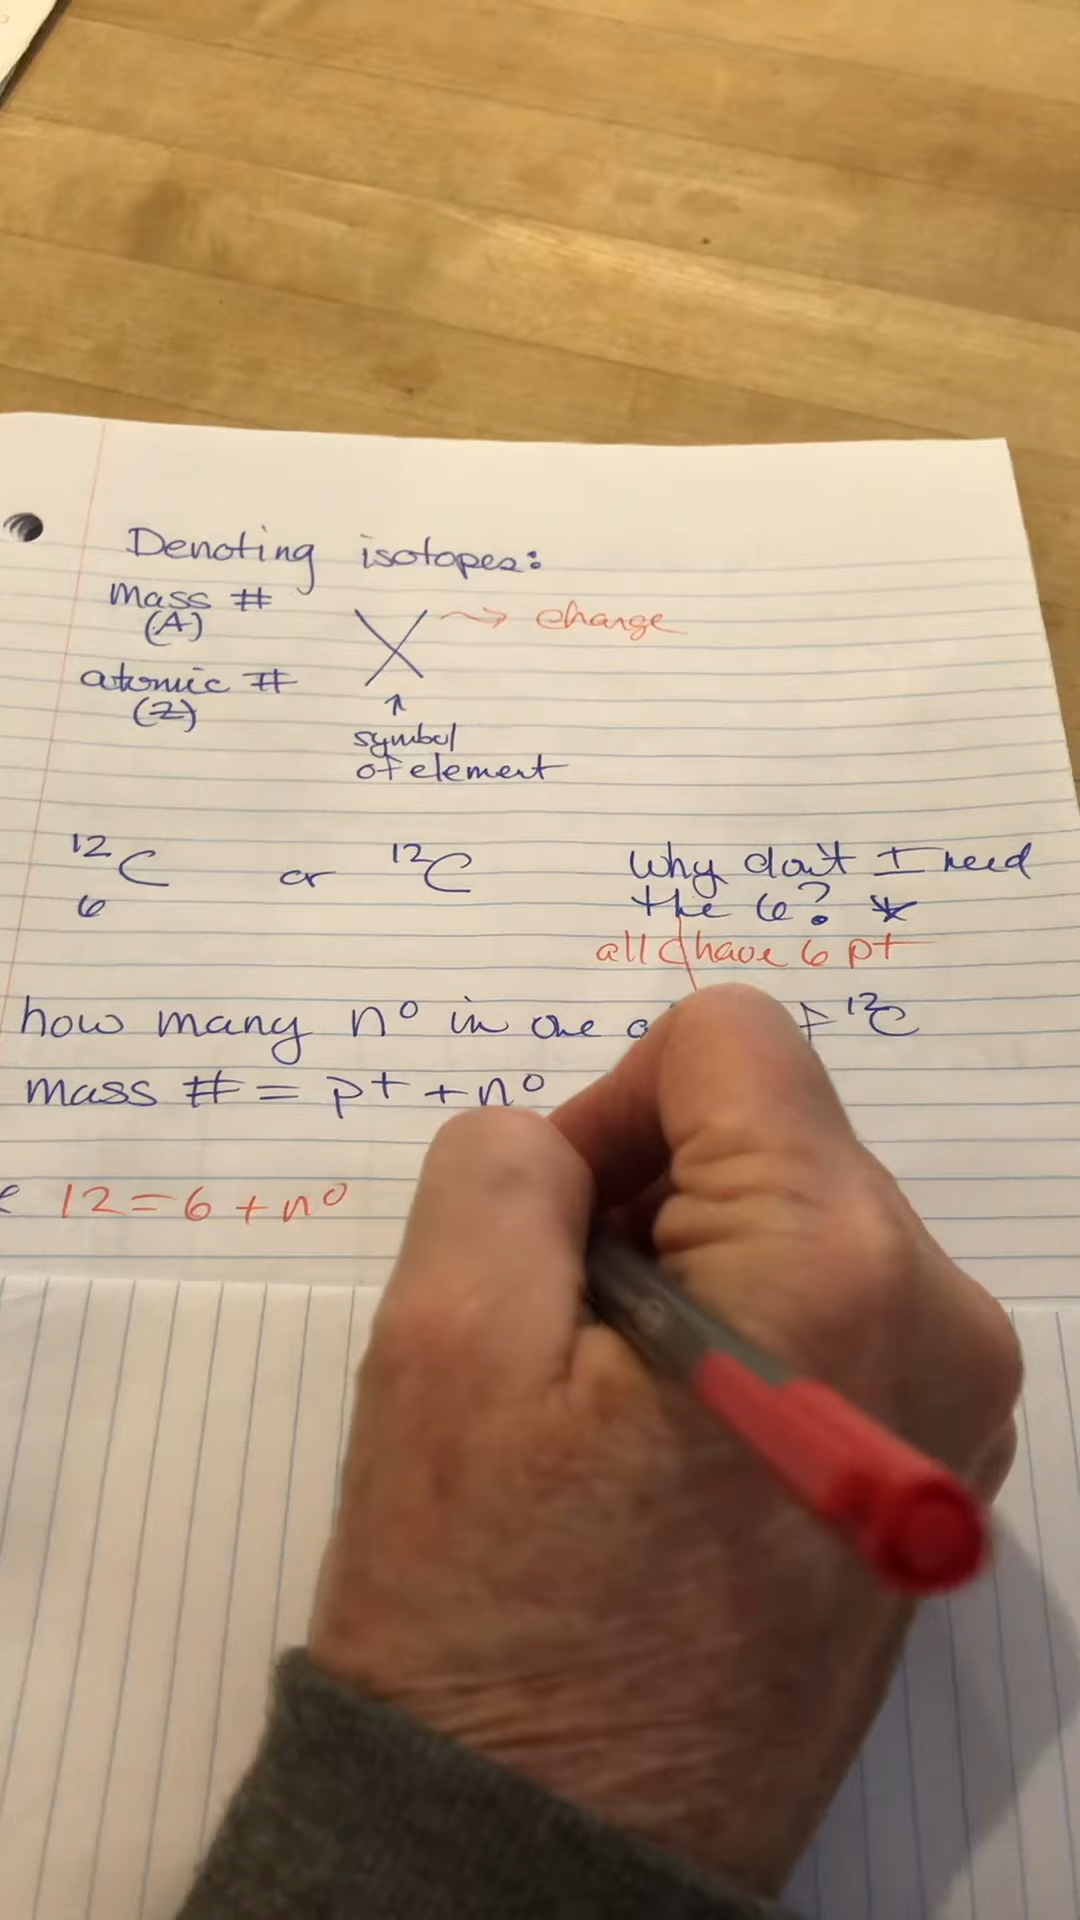 Denoting isotopes:
mass #
(A)
X → charge
atomic #
(Z)
↑
symbol
of element
12
C
6
or
12C
Why don't I need
the 6? *
all C have 6 p+
how many n° in one of 12C
mass # = p+ + n°
12 = 6 + n°